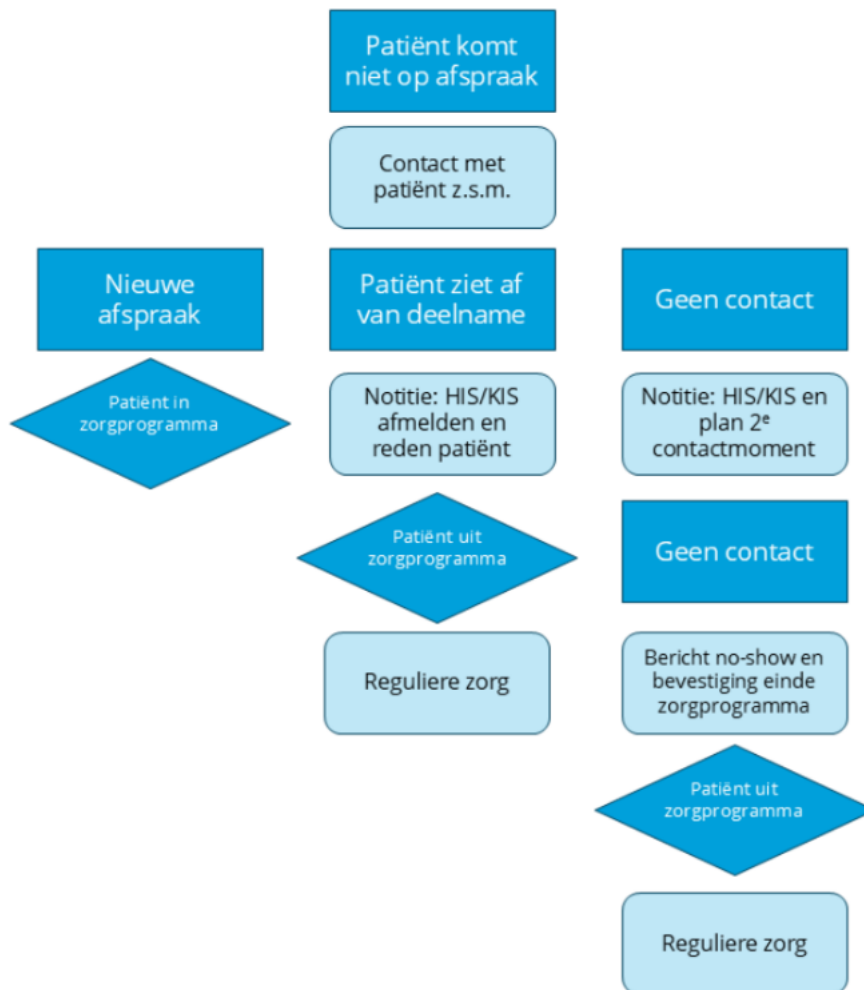 Patiënt komt
niet op afspraak
Contact met
patiënt z.s.m.
Nieuwe
afspraak
Patiënt ziet af
van deelname
Geen contact
Patiënt in
zorgprogramma
Notitie: HIS/KIS
afmelden en
reden patiënt
Notitie: HIS/KIS en
plan 2ᵉ
contactmoment
Patiënt uit
zorgprogramma
Geen contact
Reguliere zorg
Bericht no-show en
bevestiging einde
zorgprogramma
Patiënt uit
zorgprogramma
Reguliere zorg